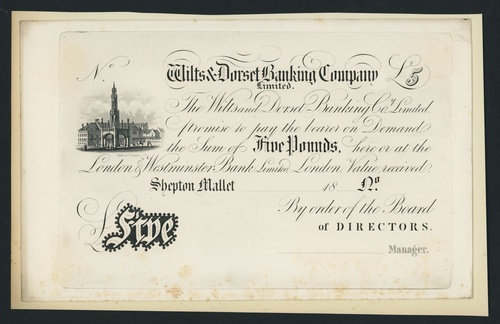 No. Wilts & Dorset Banking Company £5
Limited.
The Wilts and Dorset Banking Coy. Limited
promise to pay the bearer on Demand
the Sum of Five Pounds, here or at the
London & Westminster Bank Limited London Value received
Shepton Mallet 18 No
By order of the Board
of DIRECTORS.
£Five
Manager.